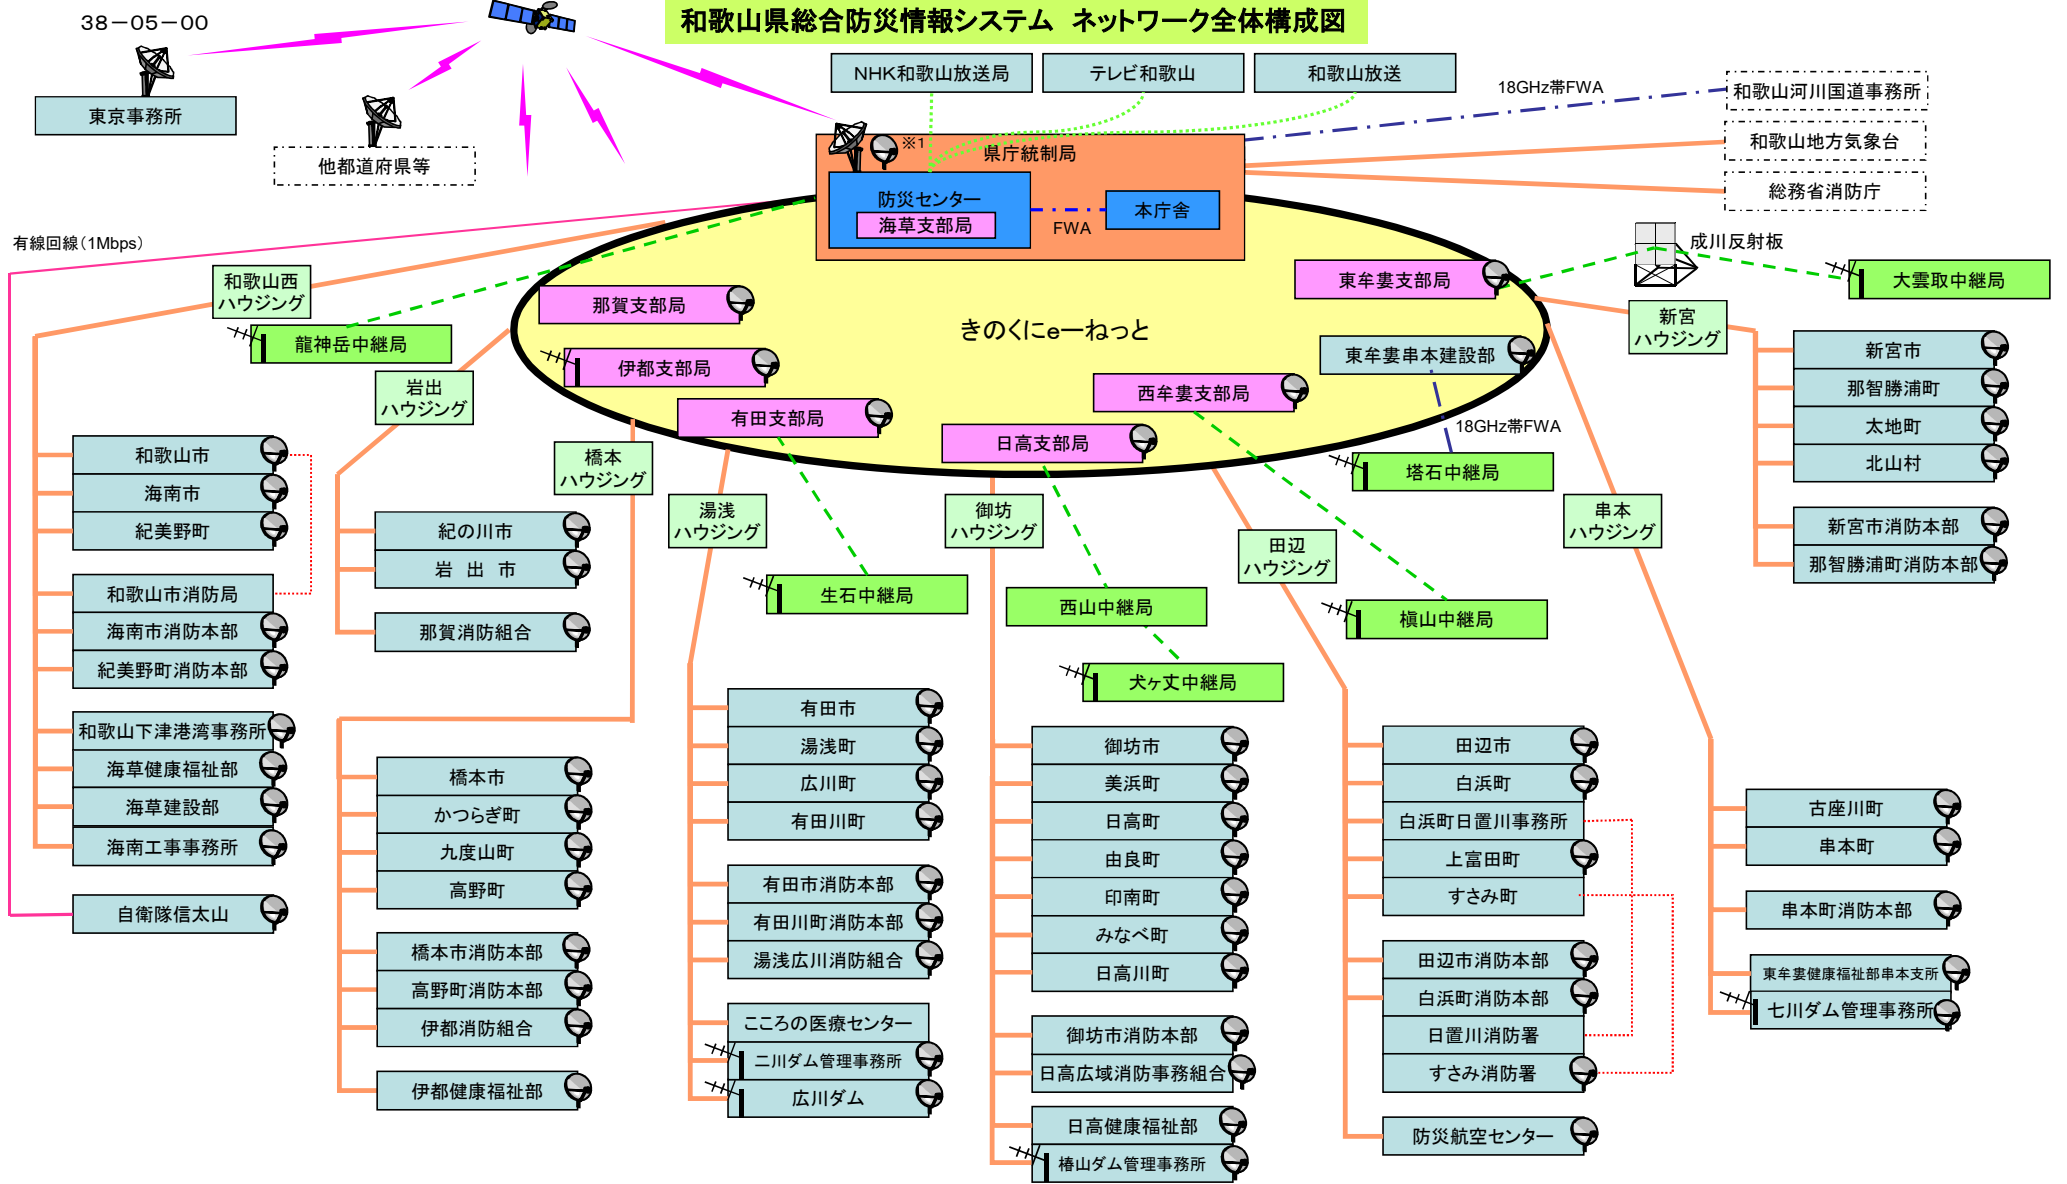 和歌山県総合防災情報システム ネットワーク全体構成図
38－05－00
東京事務所
他都道府県等
NHK和歌山放送局
テレビ和歌山
和歌山放送
18GHz帯FWA
和歌山河川国道事務所
和歌山地方気象台
総務省消防庁
※1
県庁統制局
防災センター
海草支部局
FWA
本庁舎
有線回線（1Mbps）
成川反射板
大雲取中継局
和歌山西
ハウジング
龍神岳中継局
那賀支部局
伊都支部局
有田支部局
日高支部局
西牟婁支部局
東牟婁支部局
東牟婁串本建設部
きのくにeーねっと
18GHz帯FWA
塔石中継局
岩出
ハウジング
橋本
ハウジング
湯浅
ハウジング
御坊
ハウジング
田辺
ハウジング
串本
ハウジング
新宮
ハウジング
生石中継局
西山中継局
犬ヶ丈中継局
槇山中継局
和歌山市
海南市
紀美野町
和歌山市消防局
海南市消防本部
紀美野町消防本部
和歌山下津港湾事務所
海草健康福祉部
海草建設部
海南工事事務所
自衛隊信太山
紀の川市
岩 出 市
那賀消防組合
橋本市
かつらぎ町
九度山町
高野町
橋本市消防本部
高野町消防本部
伊都消防組合
伊都健康福祉部
有田市
湯浅町
広川町
有田川町
有田市消防本部
有田川町消防本部
湯浅広川消防組合
こころの医療センター
二川ダム管理事務所
広川ダム
御坊市
美浜町
日高町
由良町
印南町
みなべ町
日高川町
御坊市消防本部
日高広域消防事務組合
日高健康福祉部
椿山ダム管理事務所
田辺市
白浜町
白浜町日置川事務所
上富田町
すさみ町
田辺市消防本部
白浜町消防本部
日置川消防署
すさみ消防署
防災航空センター
古座川町
串本町
串本町消防本部
東牟婁健康福祉部串本支所
七川ダム管理事務所
新宮市
那智勝浦町
太地町
北山村
新宮市消防本部
那智勝浦町消防本部